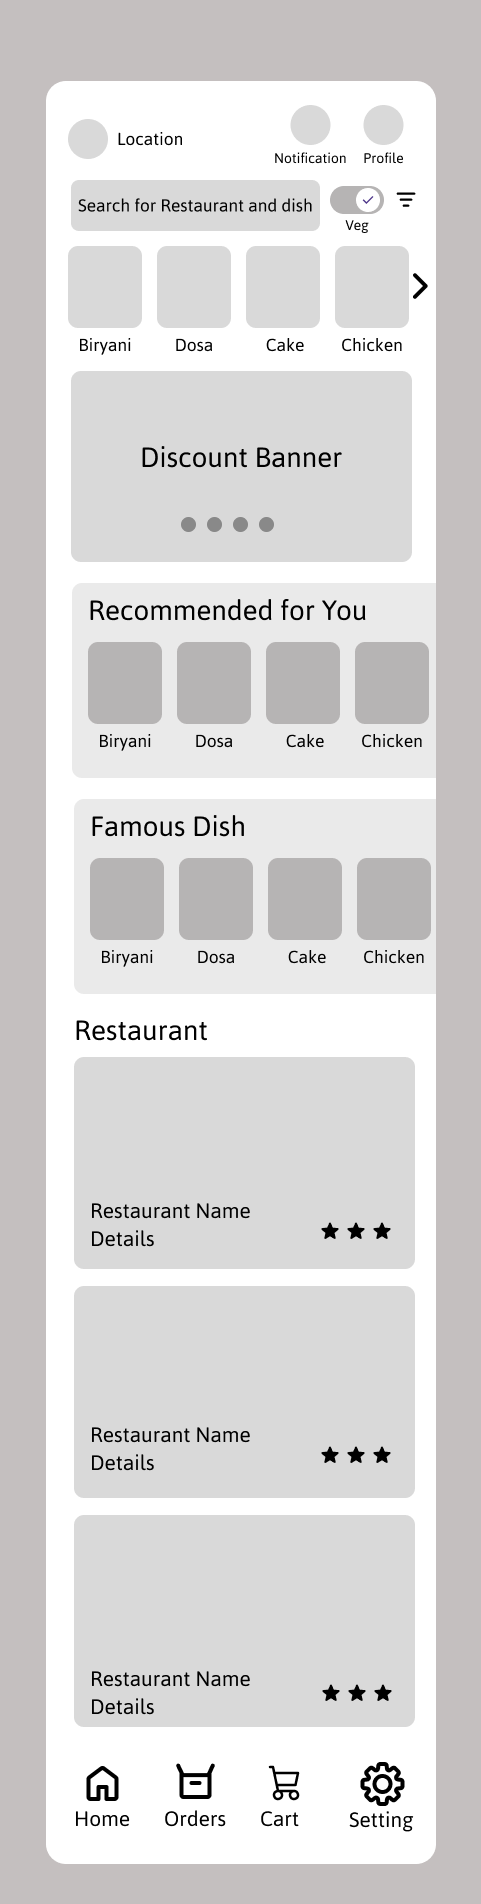 Location
Notification
Profile
Search for Restaurant and dish
Veg
Biryani
Dosa
Cake
Chicken
Discount Banner
Recommended for You
Biryani
Dosa
Cake
Chicken
Famous Dish
Biryani
Dosa
Cake
Chicken
Restaurant
Restaurant Name
Details
Restaurant Name
Details
Restaurant Name
Details
Home
Orders
Cart
Setting